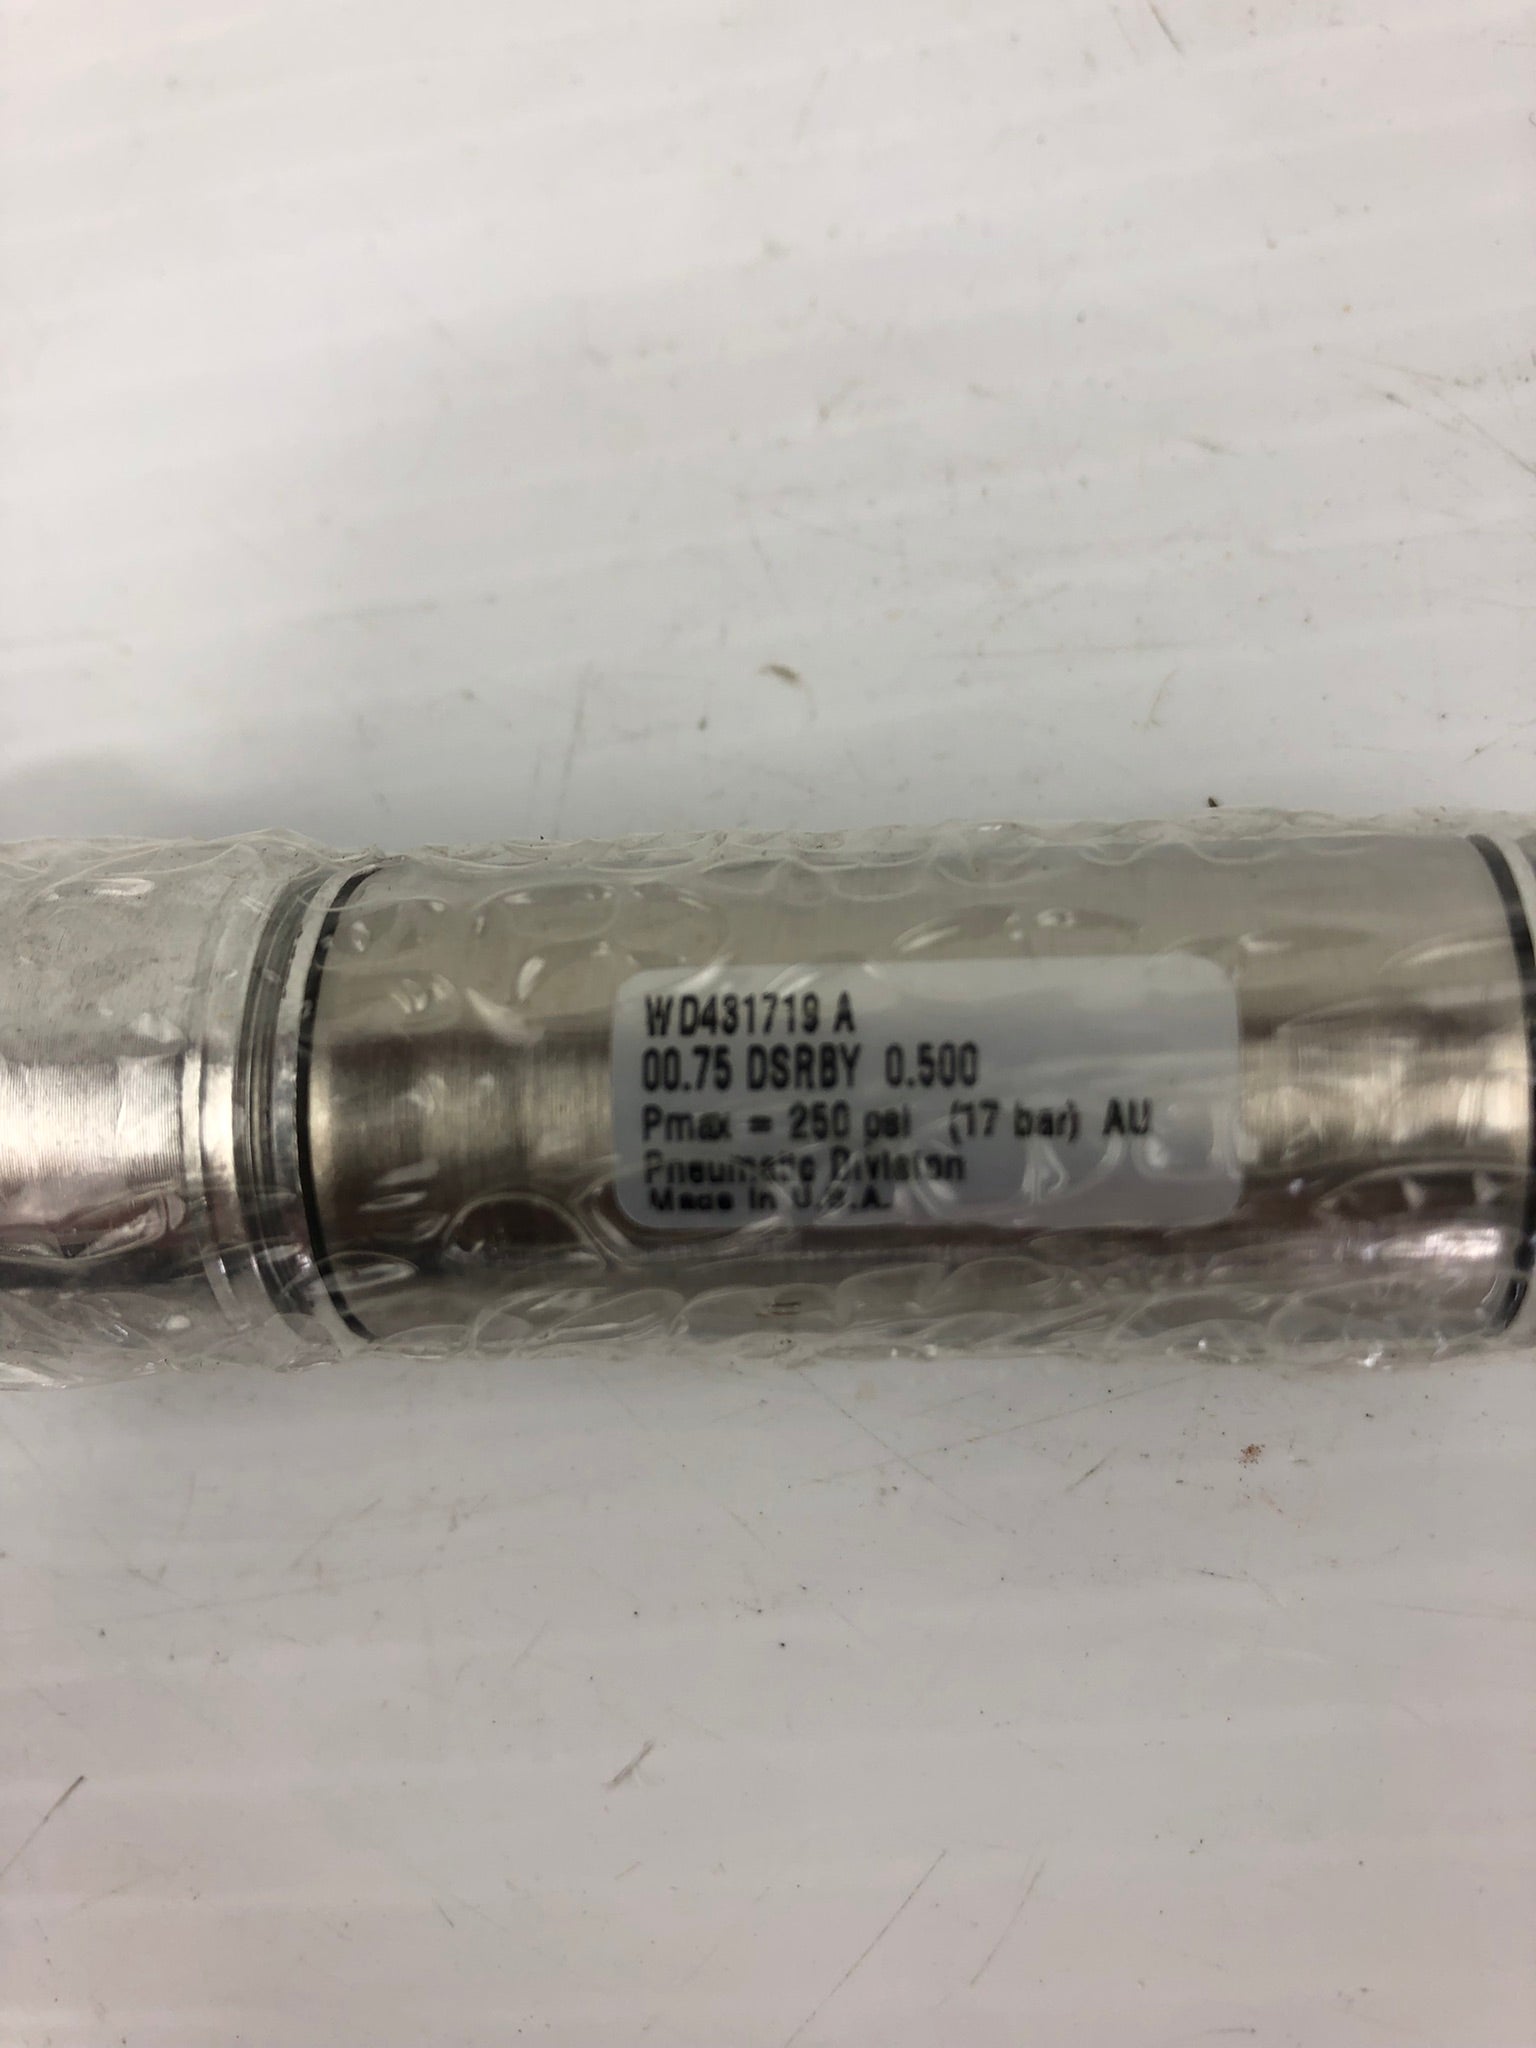 WD431719 A
00.75 DSRBY 0.500
Pmax = 250 psi (17 bar) AU
Pneumatic Division
Made in U.S.A.